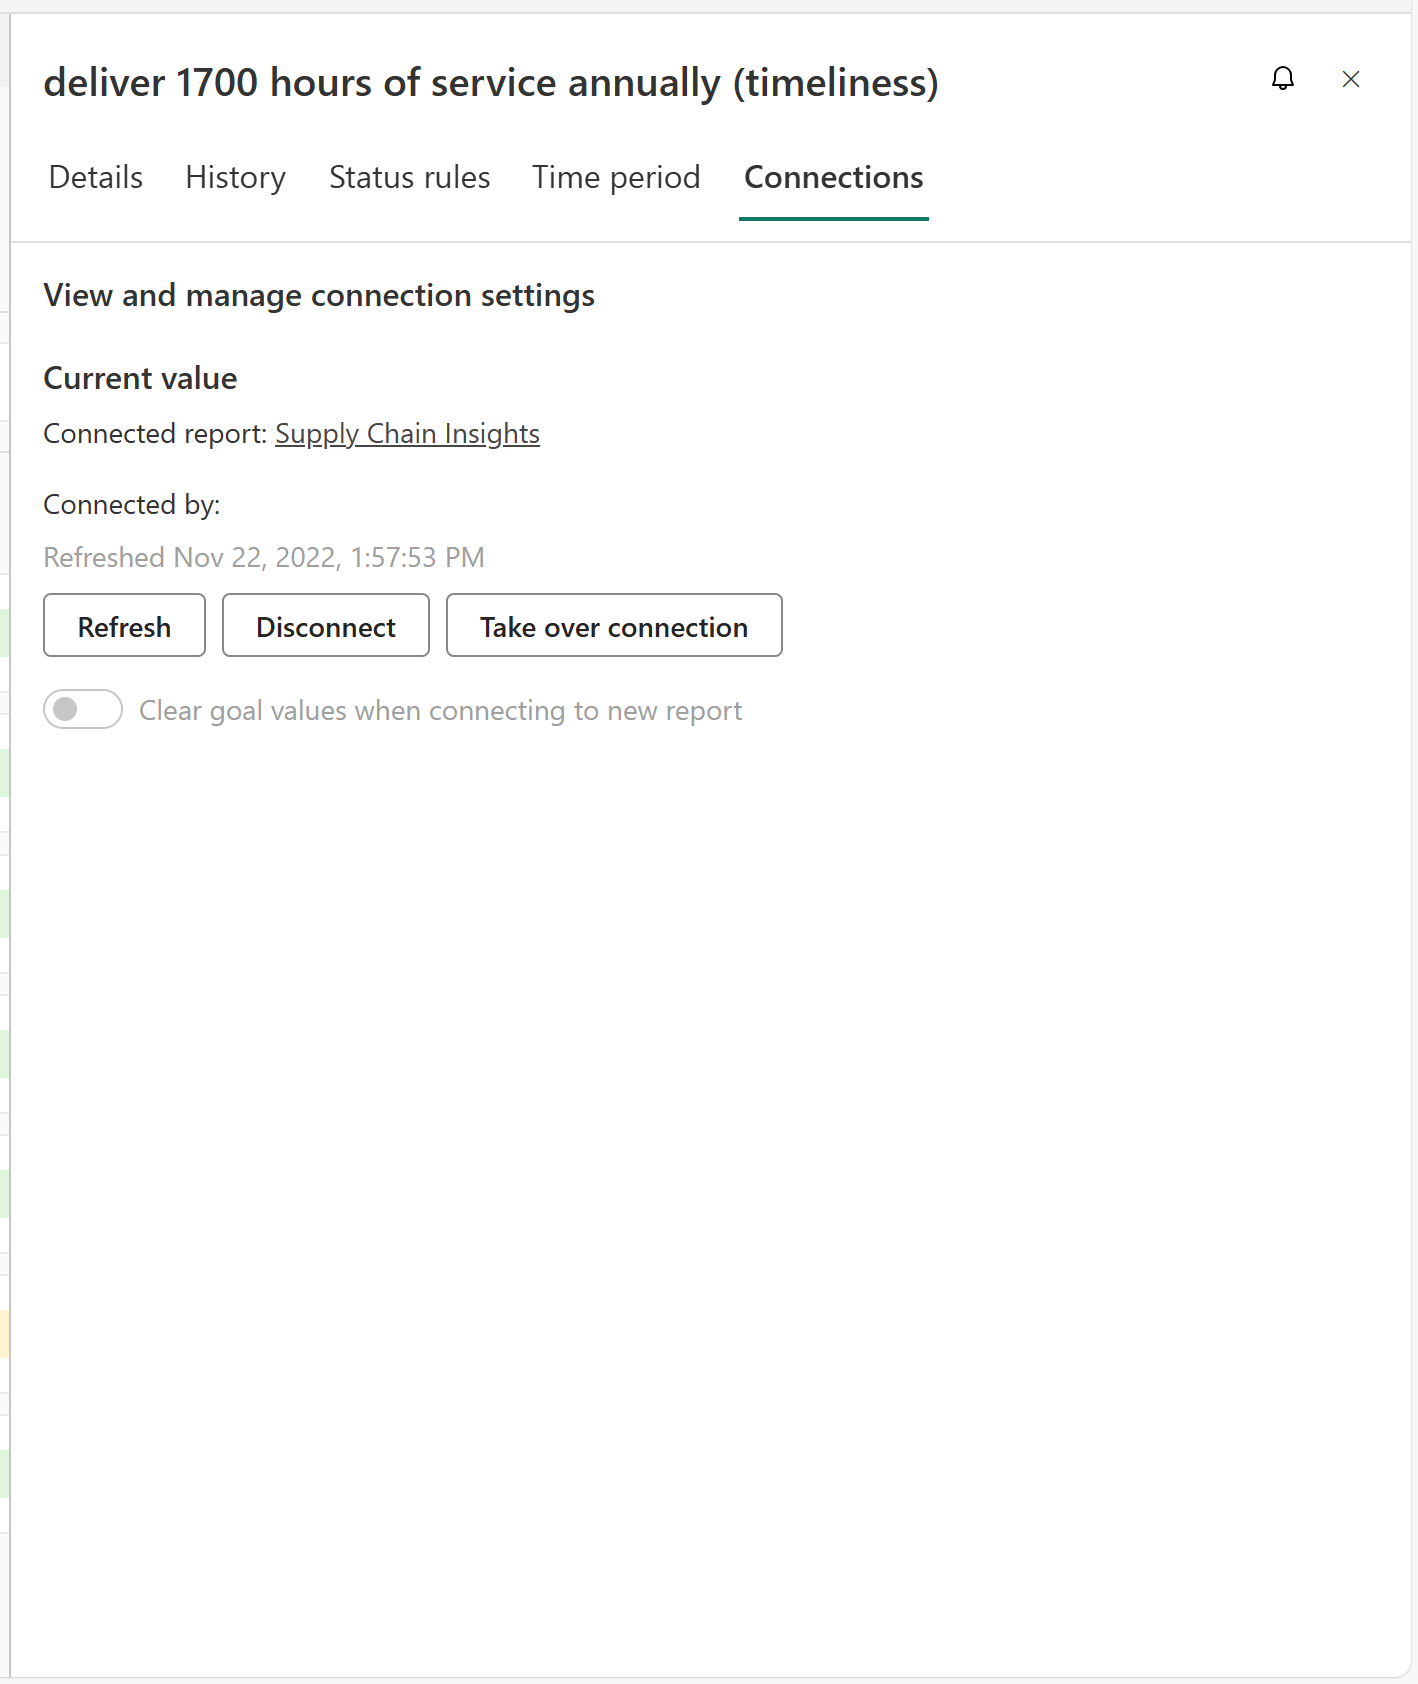 deliver 1700 hours of service annually (timeliness)
Details History Status rules Time period Connections
View and manage connection settings
Current value
Connected report: Supply Chain Insights
Connected by:
Refreshed Nov 22, 2022, 1:57:53 PM
Refresh Disconnect Take over connection
Clear goal values when connecting to new report